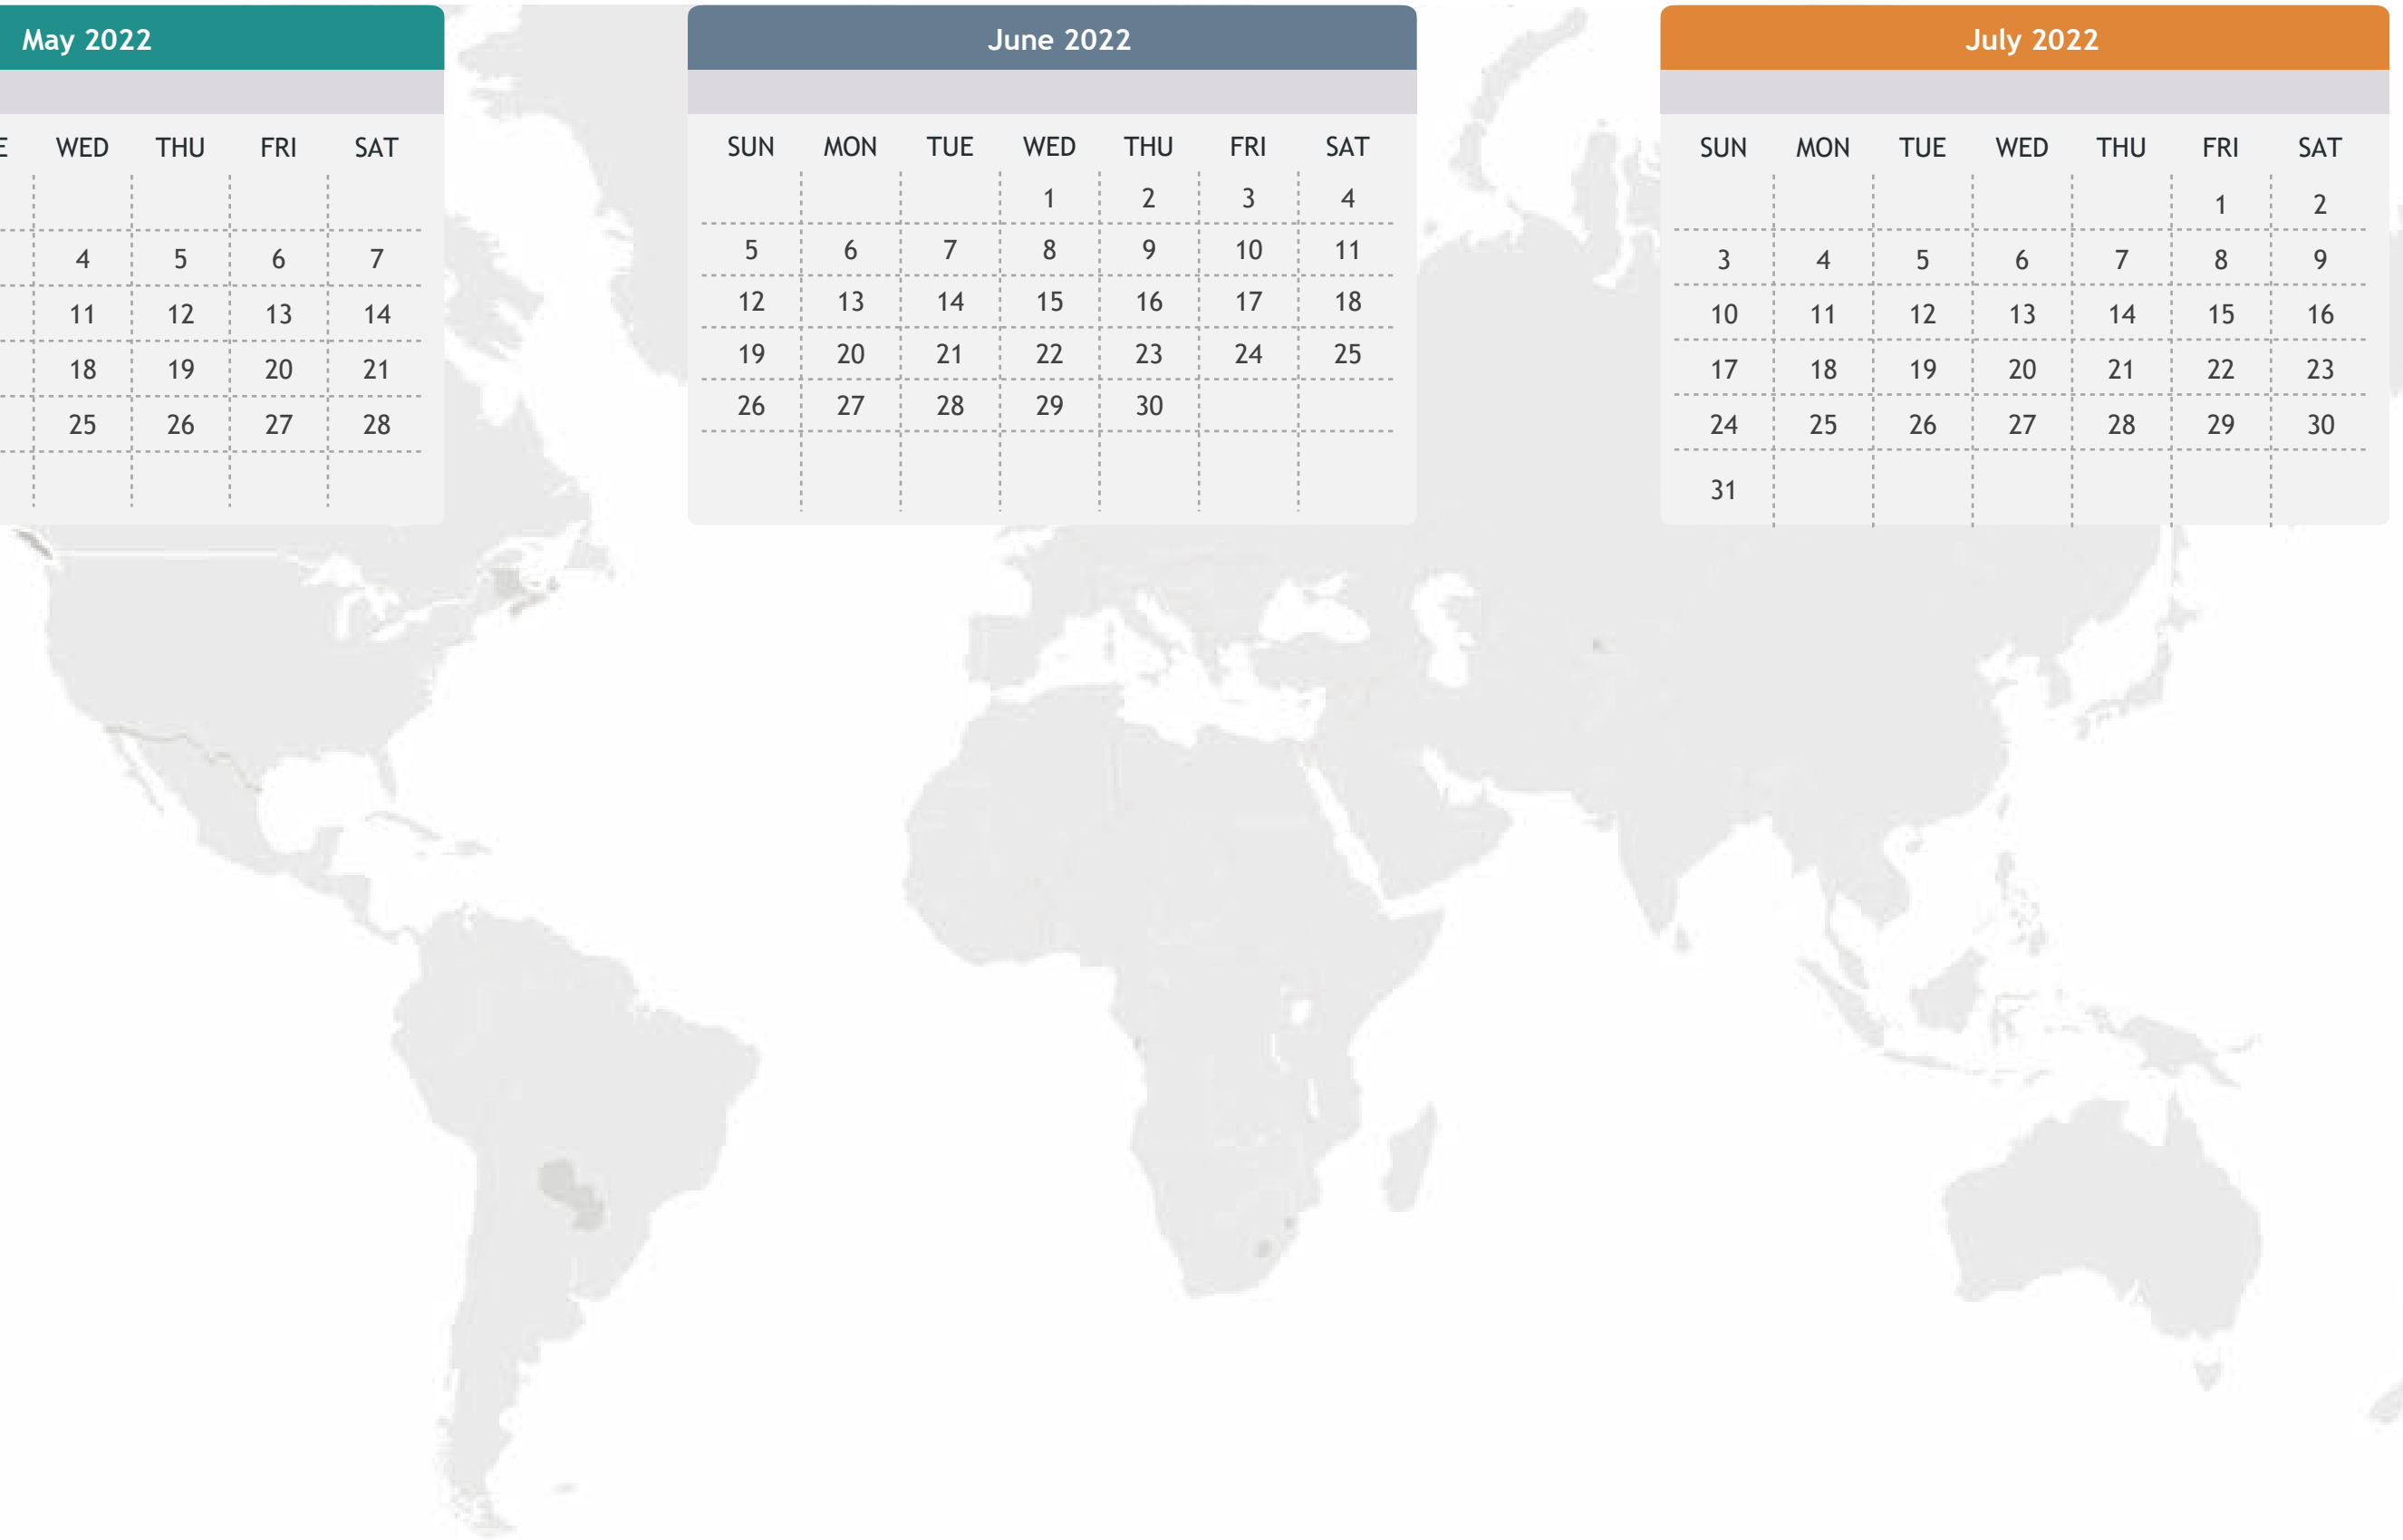 May 2022
E WED THU FRI SAT
4 5 6 7
11 12 13 14
18 19 20 21
25 26 27 28
June 2022
SUN MON TUE WED THU FRI SAT
1 2 3 4
5 6 7 8 9 10 11
12 13 14 15 16 17 18
19 20 21 22 23 24 25
26 27 28 29 30
July 2022
SUN MON TUE WED THU FRI SAT
1 2
3 4 5 6 7 8 9
10 11 12 13 14 15 16
17 18 19 20 21 22 23
24 25 26 27 28 29 30
31